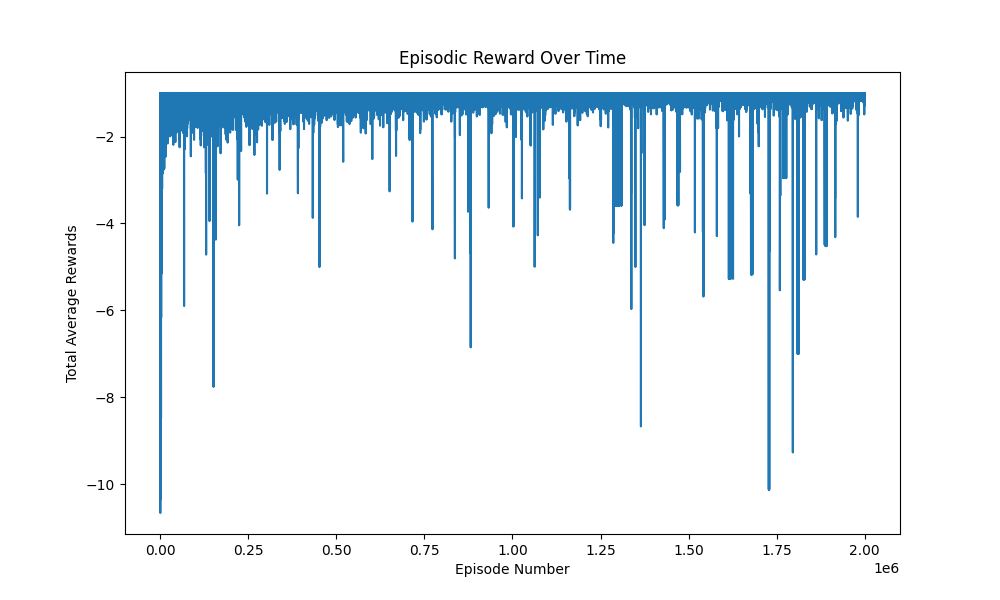 Episodic Reward Over Time
Total Average Rewards
−2
−4
−6
−8
−10
0.00 0.25 0.50 0.75 1.00 1.25 1.50 1.75 2.00
1e6
Episode Number